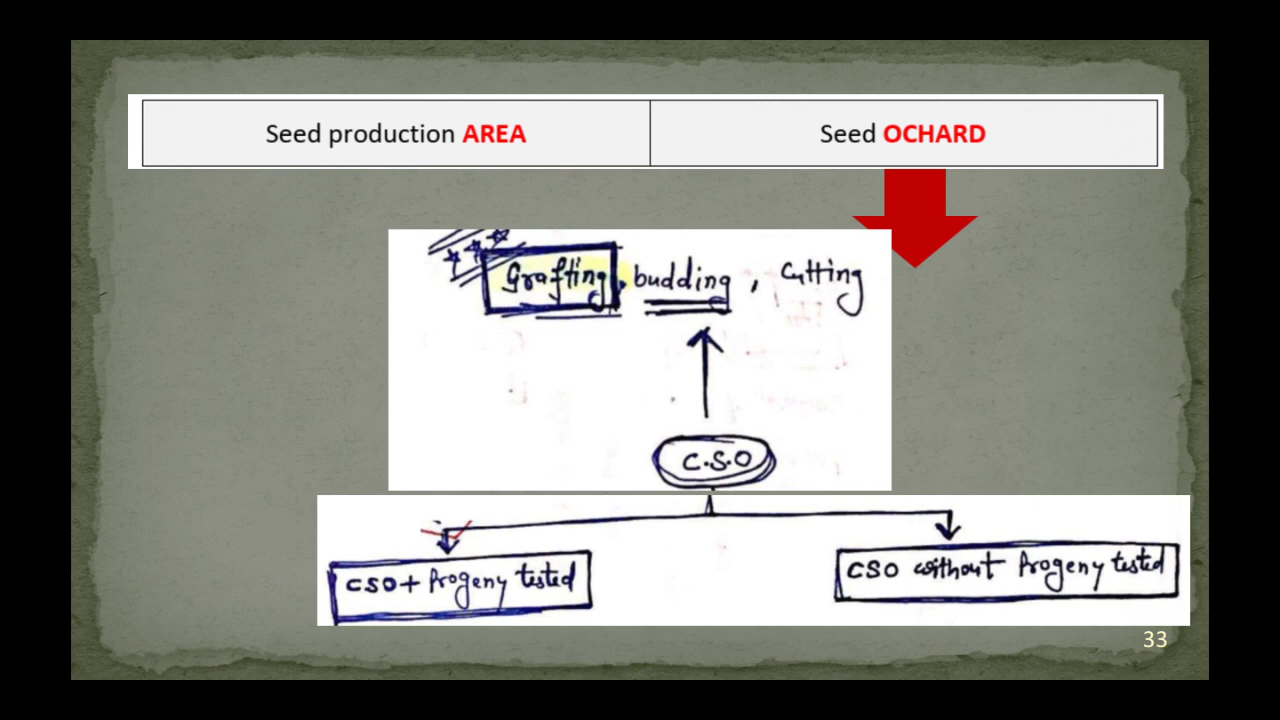 Seed production AREA
Seed OCHARD
Grafting, budding, Cutting
C.S.O
CSO + Progeny tested
CSO without Progeny tested
33